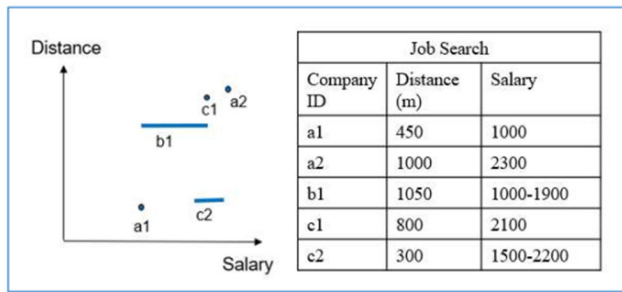 Distance
c1
a2
b1
a1
c2
Salary
Job Search
Company ID Distance (m) Salary
a1 450 1000
a2 1000 2300
b1 1050 1000-1900
c1 800 2100
c2 300 1500-2200